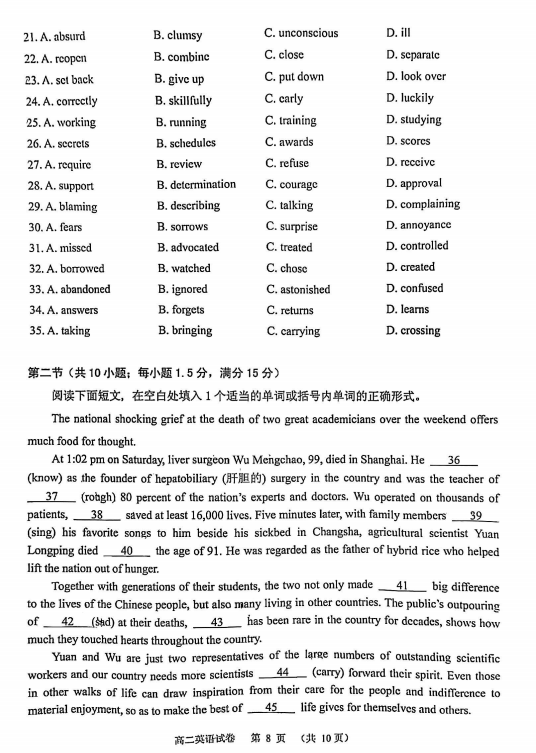 21. A. absurd B. clumsy C. unconscious D. ill
22. A. reopen B. combine C. close D. separate
23. A. set back B. give up C. put down D. look over
24. A. correctly B. skillfully C. early D. luckily
25. A. working B. running C. training D. studying
26. A. secrets B. schedules C. awards D. scores
27. A. require B. review C. refuse D. receive
28. A. support B. determination C. courage D. approval
29. A. blaming B. describing C. talking D. complaining
30. A. fears B. sorrows C. surprise D. annoyance
31. A. missed B. advocated C. treated D. controlled
32. A. borrowed B. watched C. chose D. created
33. A. abandoned B. ignored C. astonished D. confused
34. A. answers B. forgets C. returns D. learns
35. A. taking B. bringing C. carrying D. crossing
第二节（共10小题；每小题1.5分，满分15分）
阅读下面短文，在空白处填入1个适当的单词或括号内单词的正确形式。
The national shocking grief at the death of two great academicians over the weekend offers
much food for thought.
At 1:02 pm on Saturday, liver surgeon Wu Mengchao, 99, died in Shanghai. He 36
(know) as the founder of hepatobiliary (肝胆的) surgery in the country and was the teacher of
37 (rough) 80 percent of the nation's experts and doctors. Wu operated on thousands of
patients, 38 saved at least 16,000 lives. Five minutes later, with family members 39
(sing) his favorite songs to him beside his sickbed in Changsha, agricultural scientist Yuan
Longping died 40 the age of 91. He was regarded as the father of hybrid rice who helped
lift the nation out of hunger.
Together with generations of their students, the two not only made 41 big difference
to the lives of the Chinese people, but also many living in other countries. The public's outpouring
of 42 (sad) at their deaths, 43 has been rare in the country for decades, shows how
much they touched hearts throughout the country.
Yuan and Wu are just two representatives of the large numbers of outstanding scientific
workers and our country needs more scientists 44 (carry) forward their spirit. Even those
in other walks of life can draw inspiration from their care for the people and indifference to
material enjoyment, so as to make the best of 45 life gives for themselves and others.
高二英语试卷 第 8 页 （共 10 页）